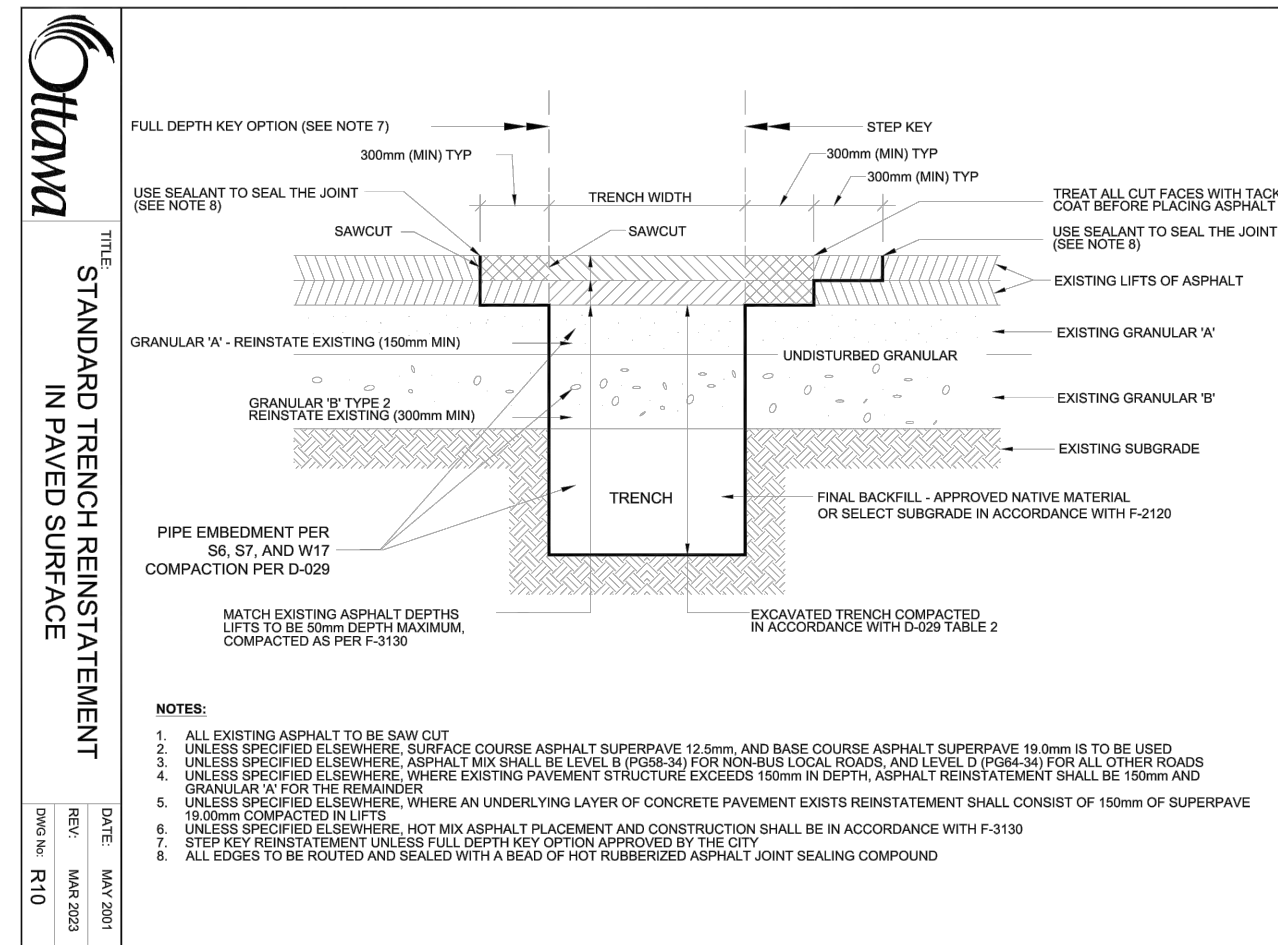 Ottawa
TITLE:
STANDARD TRENCH REINSTATEMENT
IN PAVED SURFACE
DATE: MAY 2001
REV: MAR 2023
DWG No: R10
FULL DEPTH KEY OPTION (SEE NOTE 7)
STEP KEY
300mm (MIN) TYP
300mm (MIN) TYP
300mm (MIN) TYP
USE SEALANT TO SEAL THE JOINT
(SEE NOTE 8)
TRENCH WIDTH
TREAT ALL CUT FACES WITH TACK
COAT BEFORE PLACING ASPHALT
SAWCUT
SAWCUT
USE SEALANT TO SEAL THE JOINT
(SEE NOTE 8)
EXISTING LIFTS OF ASPHALT
GRANULAR 'A' - REINSTATE EXISTING (150mm MIN)
EXISTING GRANULAR 'A'
UNDISTURBED GRANULAR
GRANULAR 'B' TYPE 2
REINSTATE EXISTING (300mm MIN)
EXISTING GRANULAR 'B'
EXISTING SUBGRADE
TRENCH
FINAL BACKFILL - APPROVED NATIVE MATERIAL
OR SELECT SUBGRADE IN ACCORDANCE WITH F-2120
PIPE EMBEDMENT PER
S6, S7, AND W17
COMPACTION PER D-029
MATCH EXISTING ASPHALT DEPTHS
LIFTS TO BE 50mm DEPTH MAXIMUM,
COMPACTED AS PER F-3130
EXCAVATED TRENCH COMPACTED
IN ACCORDANCE WITH D-029 TABLE 2
NOTES:
1. ALL EXISTING ASPHALT TO BE SAW CUT
2. UNLESS SPECIFIED ELSEWHERE, SURFACE COURSE ASPHALT SUPERPAVE 12.5mm, AND BASE COURSE ASPHALT SUPERPAVE 19.0mm IS TO BE USED
3. UNLESS SPECIFIED ELSEWHERE, ASPHALT MIX SHALL BE LEVEL B (PG58-34) FOR NON-BUS LOCAL ROADS, AND LEVEL D (PG64-34) FOR ALL OTHER ROADS
4. UNLESS SPECIFIED ELSEWHERE, WHERE EXISTING PAVEMENT STRUCTURE EXCEEDS 150mm IN DEPTH, ASPHALT REINSTATEMENT SHALL BE 150mm AND
GRANULAR 'A' FOR THE REMAINDER
5. UNLESS SPECIFIED ELSEWHERE, WHERE AN UNDERLYING LAYER OF CONCRETE PAVEMENT EXISTS REINSTATEMENT SHALL CONSIST OF 150mm OF SUPERPAVE
19.00mm COMPACTED IN LIFTS
6. UNLESS SPECIFIED ELSEWHERE, HOT MIX ASPHALT PLACEMENT AND CONSTRUCTION SHALL BE IN ACCORDANCE WITH F-3130
7. STEP KEY REINSTATEMENT UNLESS FULL DEPTH KEY OPTION APPROVED BY THE CITY
8. ALL EDGES TO BE ROUTED AND SEALED WITH A BEAD OF HOT RUBBERIZED ASPHALT JOINT SEALING COMPOUND